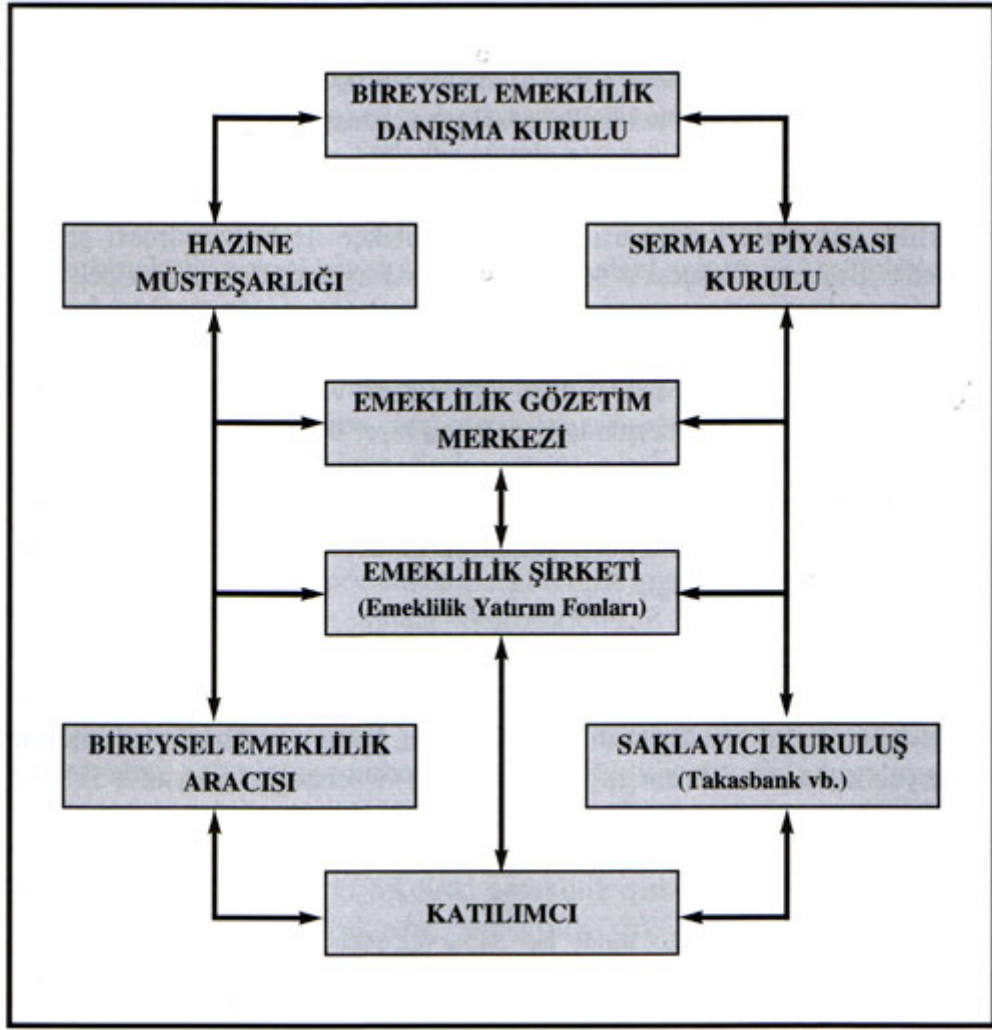 BİREYSEL EMEKLİLİK
DANIŞMA KURULU
HAZİNE
MÜSTEŞARLIĞI
SERMAYE PİYASASI
KURULU
EMEKLİLİK GÖZETİM
MERKEZİ
EMEKLİLİK ŞİRKETİ
(Emeklilik Yatırım Fonları)
BİREYSEL EMEKLİLİK
ARACISI
SAKLAYICI KURULUŞ
(Takasbank vb.)
KATILIMCI